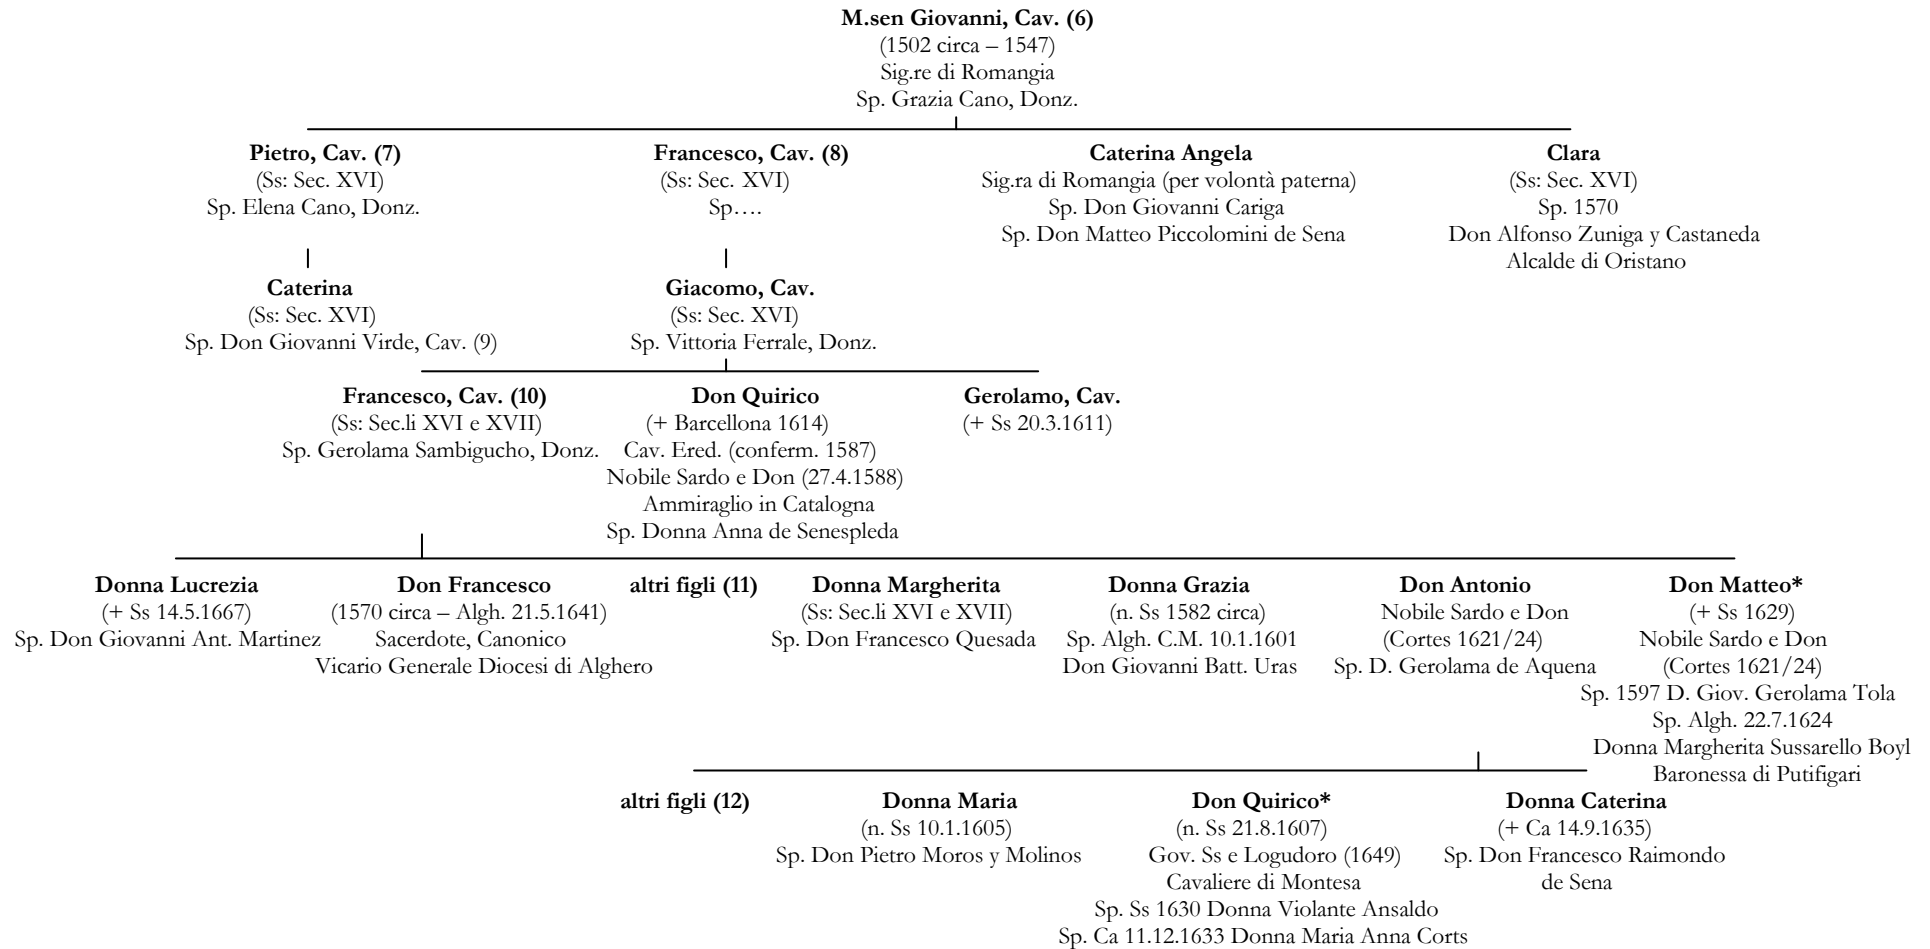 M.sen Giovanni, Cav. (6)
(1502 circa – 1547)
Sig.re di Romangia
Sp. Grazia Cano, Donz.
Pietro, Cav. (7)
(Ss: Sec. XVI)
Sp. Elena Cano, Donz.
Francesco, Cav. (8)
(Ss: Sec. XVI)
Sp….
Caterina Angela
Sig.ra di Romangia (per volontà paterna)
Sp. Don Giovanni Cariga
Sp. Don Matteo Piccolomini de Sena
Clara
(Ss: Sec. XVI)
Sp. 1570
Don Alfonso Zuniga y Castaneda
Alcalde di Oristano
Caterina
(Ss: Sec. XVI)
Sp. Don Giovanni Virde, Cav. (9)
Giacomo, Cav.
(Ss: Sec. XVI)
Sp. Vittoria Ferrale, Donz.
Francesco, Cav. (10)
(Ss: Sec.li XVI e XVII)
Sp. Gerolama Sambigucho, Donz.
Don Quirico
(+ Barcellona 1614)
Cav. Ered. (conferm. 1587)
Nobile Sardo e Don (27.4.1588)
Ammiraglio in Catalogna
Sp. Donna Anna de Senespleda
Gerolamo, Cav.
(+ Ss 20.3.1611)
Donna Lucrezia
(+ Ss 14.5.1667)
Sp. Don Giovanni Ant. Martinez
Don Francesco
(1570 circa – Algh. 21.5.1641)
Sacerdote, Canonico
Vicario Generale Diocesi di Alghero
altri figli (11)
Donna Margherita
(Ss: Sec.li XVI e XVII)
Sp. Don Francesco Quesada
Donna Grazia
(n. Ss 1582 circa)
Sp. Algh. C.M. 10.1.1601
Don Giovanni Batt. Uras
Don Antonio
Nobile Sardo e Don
(Cortes 1621/24)
Sp. D. Gerolama de Aquena
Don Matteo*
(+ Ss 1629)
Nobile Sardo e Don
(Cortes 1621/24)
Sp. 1597 D. Giov. Gerolama Tola
Sp. Algh. 22.7.1624
Donna Margherita Sussarello Boyl
Baronessa di Putifigari
altri figli (12)
Donna Maria
(n. Ss 10.1.1605)
Sp. Don Pietro Moros y Molinos
Don Quirico*
(n. Ss 21.8.1607)
Gov. Ss e Logudoro (1649)
Cavaliere di Montesa
Sp. Ss 1630 Donna Violante Ansaldo
Sp. Ca 11.12.1633 Donna Maria Anna Corts
Donna Caterina
(+ Ca 14.9.1635)
Sp. Don Francesco Raimondo
de Sena